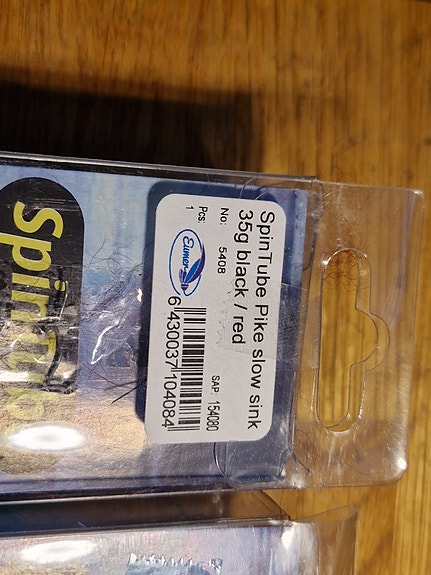 SpinTube Pike slow sink
35g black / red
No: 5408
Pcs: 1
SAP: 154080
Eumer
6 430037 104084
SpinTube